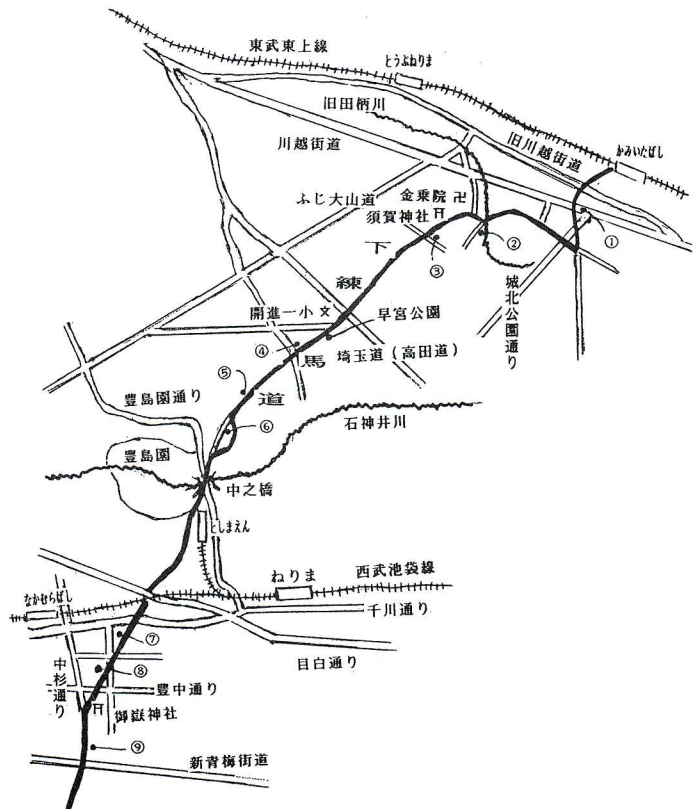 東武東上線
とうぶねりま
旧田柄川
川越街道
旧川越街道
かみいたばし
ふじ大山道
金乗院 卍
須賀神社
①
②
③
下練馬道
城北公園通り
開進一小 文
早宮公園
④
埼玉道（高田道）
⑤
豊島園通り
⑥
石神井川
豊島園
中之橋
としまえん
ねりま
西武池袋線
なかむらばし
千川通り
⑦
目白通り
中杉通り
⑧
豊中通り
御嶽神社
⑨
新青梅街道